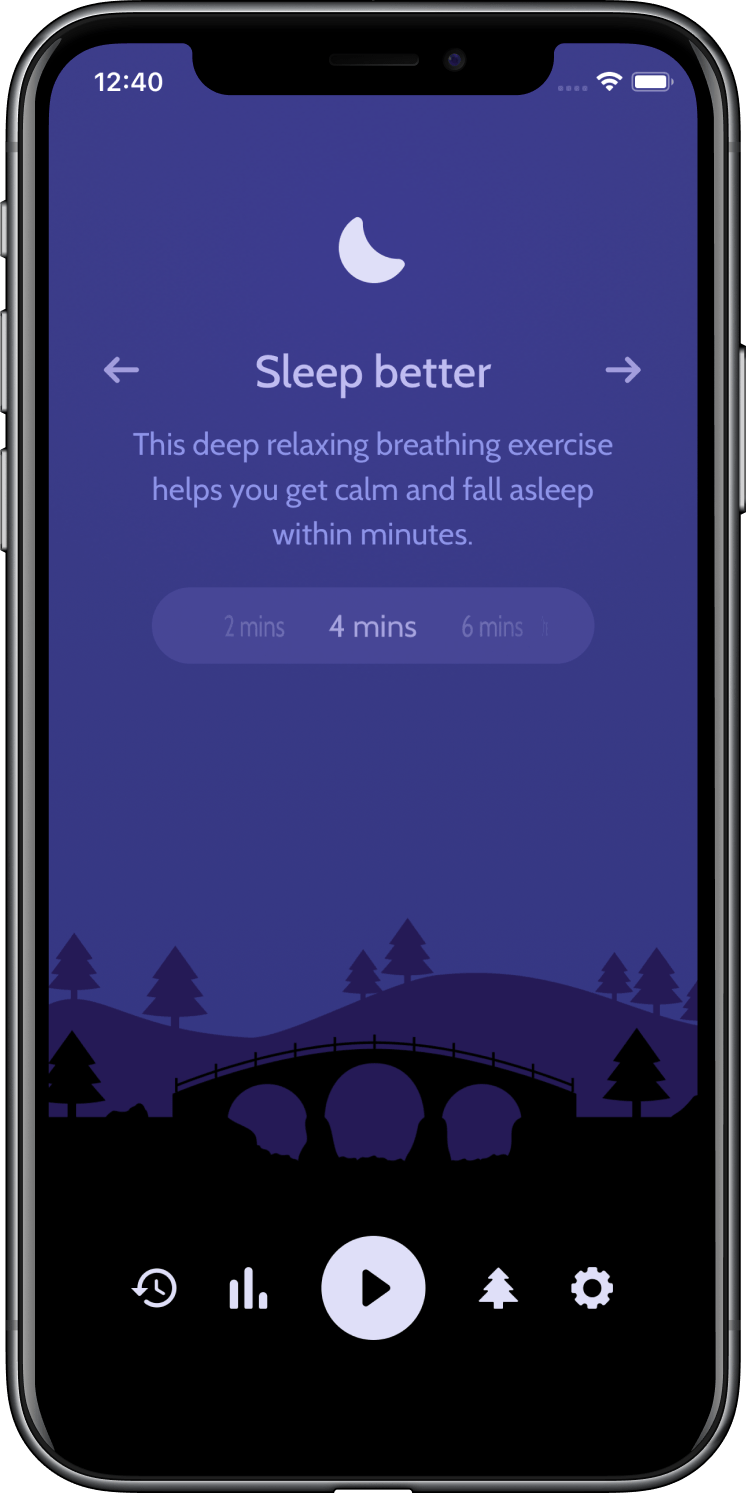 12:40
Sleep better
This deep relaxing breathing exercise
helps you get calm and fall asleep
within minutes.
2 mins 4 mins 6 mins